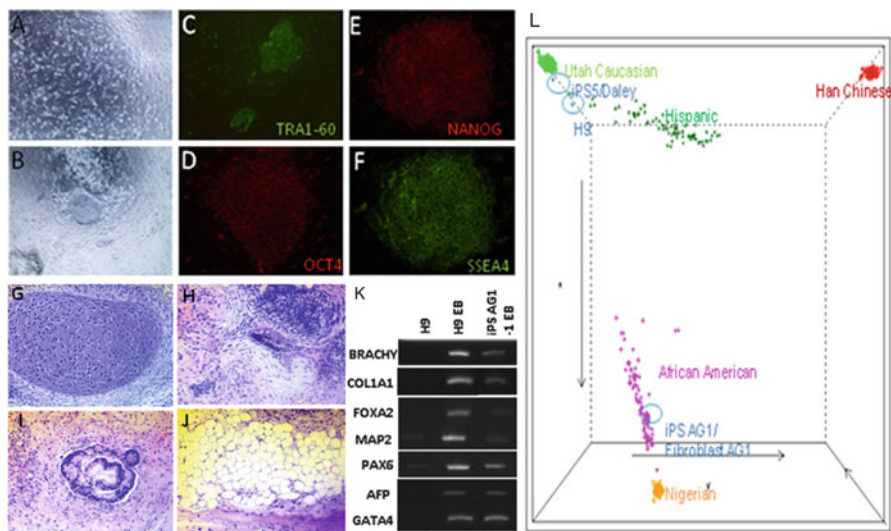 A
B
C
TRA1-60
D
OCT4
E
NANOG
F
SSEA4
G
H
I
J
K
H9
H9 EB
iPS AG1
-1 EB
BRACHY
COL1A1
FOXA2
MAP2
PAX6
AFP
GATA4
L
Utah Caucasian
iPS5/Daley
H9
Hispanic
Han Chinese
African American
iPS AG1/
Fibroblast AG1
Nigerian